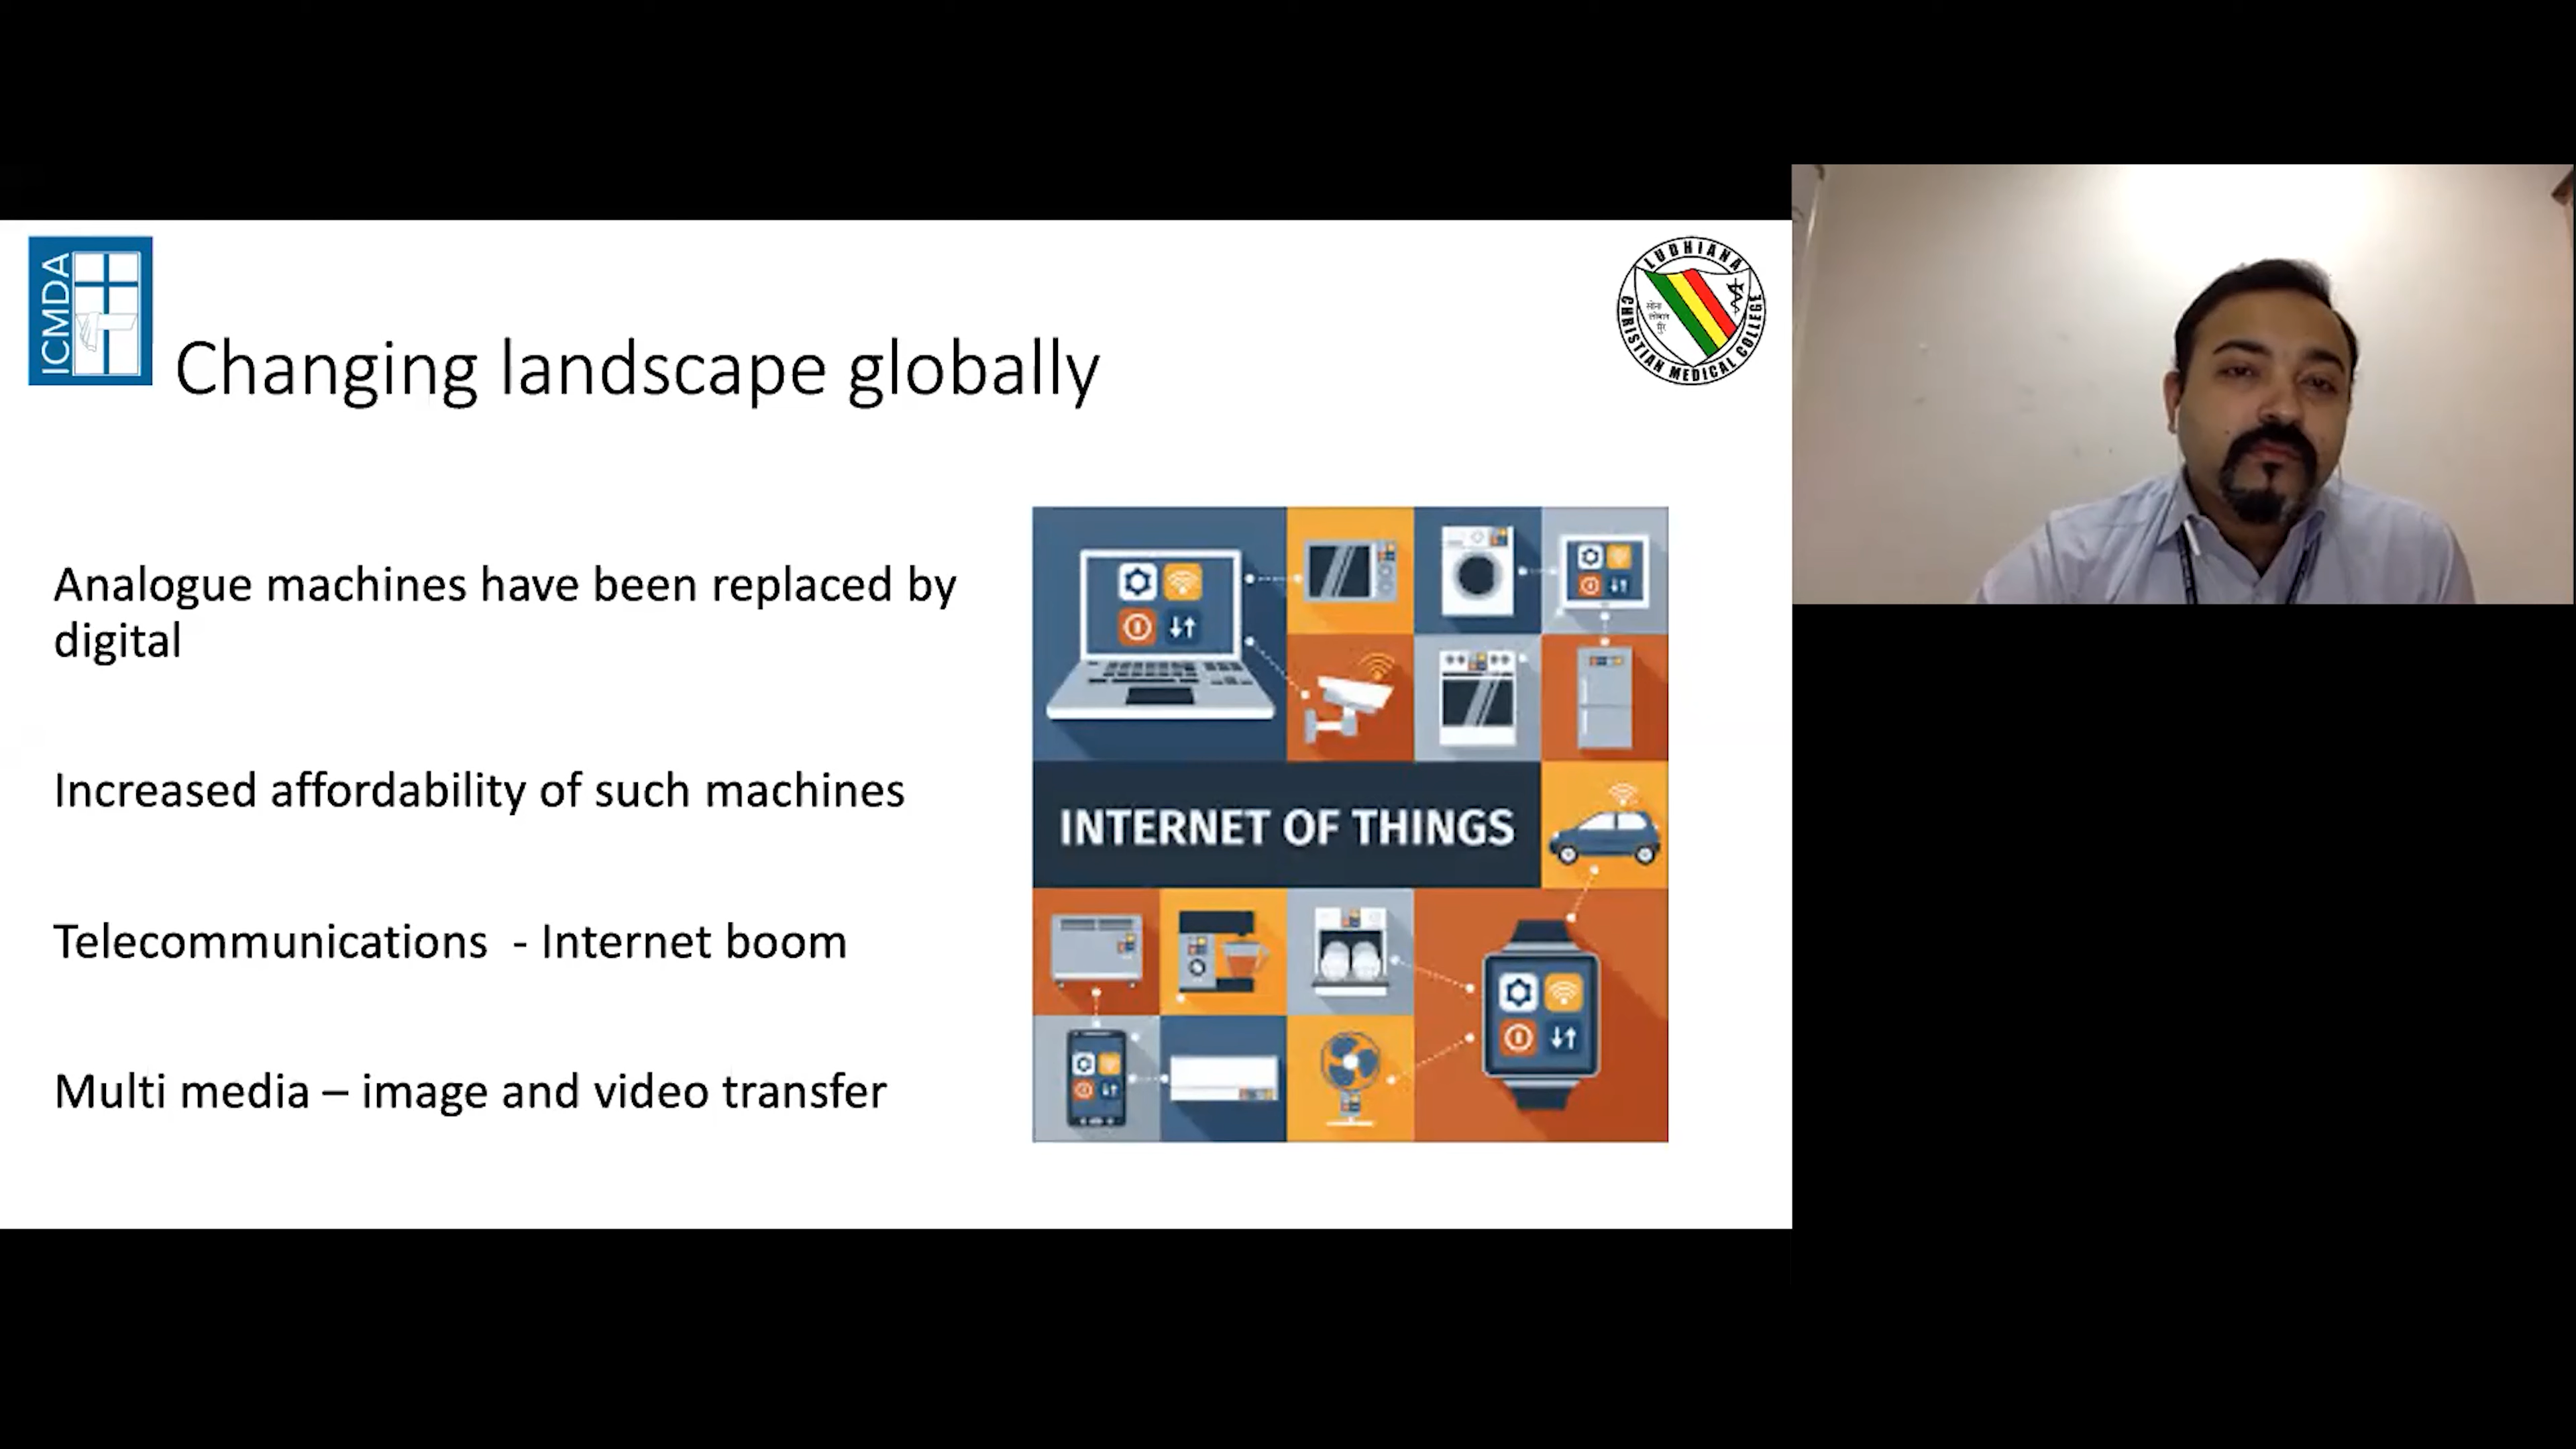 ICMDA
LUDHIANA
CHRISTIAN MEDICAL COLLEGE
Changing landscape globally
Analogue machines have been replaced by
digital
Increased affordability of such machines
Telecommunications  - Internet boom
Multi media – image and video transfer
INTERNET OF THINGS